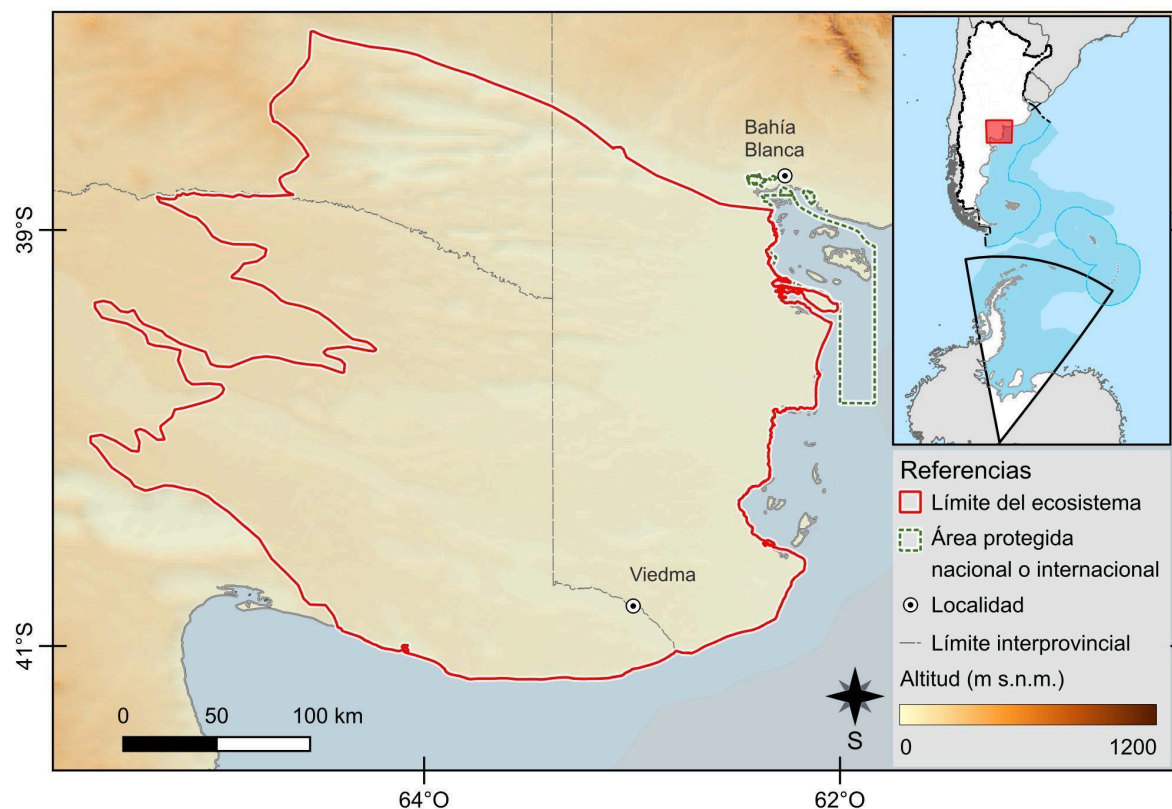 Bahía
Blanca
39°S
Viedma
41°S
0 50 100 km
S
64°O
62°O
Referencias
Límite del ecosistema
Área protegida
nacional o internacional
Localidad
Límite interprovincial
Altitud (m s.n.m.)
0 1200